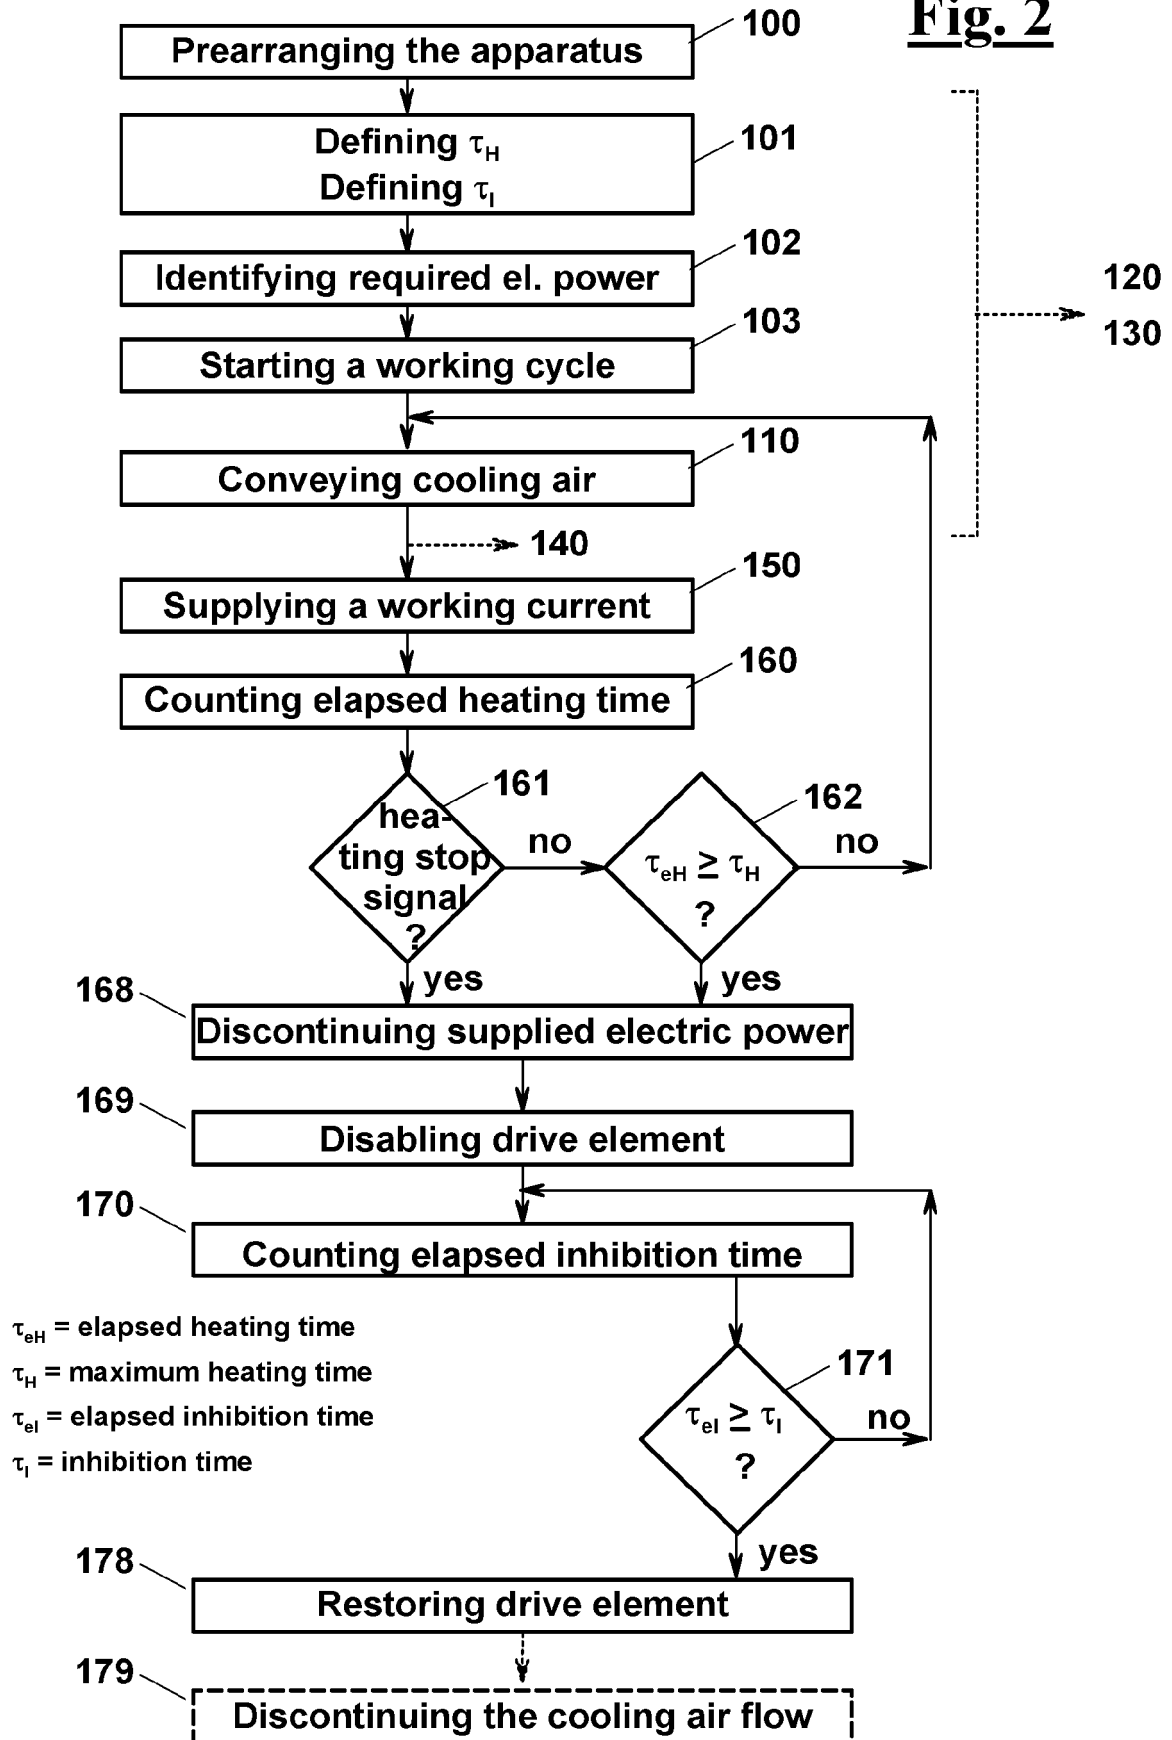 Fig. 2
100
Prearranging the apparatus
101
Defining τH
Defining τI
102
Identifying required el. power
120
130
103
Starting a working cycle
110
Conveying cooling air
140
150
Supplying a working current
160
Counting elapsed heating time
161
162
hea-
ting stop
signal
?
no
τeH ≥ τH
?
no
yes
yes
168
Discontinuing supplied electric power
169
Disabling drive element
170
Counting elapsed inhibition time
τeH = elapsed heating time
τH = maximum heating time
τeI = elapsed inhibition time
τI = inhibition time
171
τeI ≥ τI
?
no
yes
178
Restoring drive element
179
Discontinuing the cooling air flow